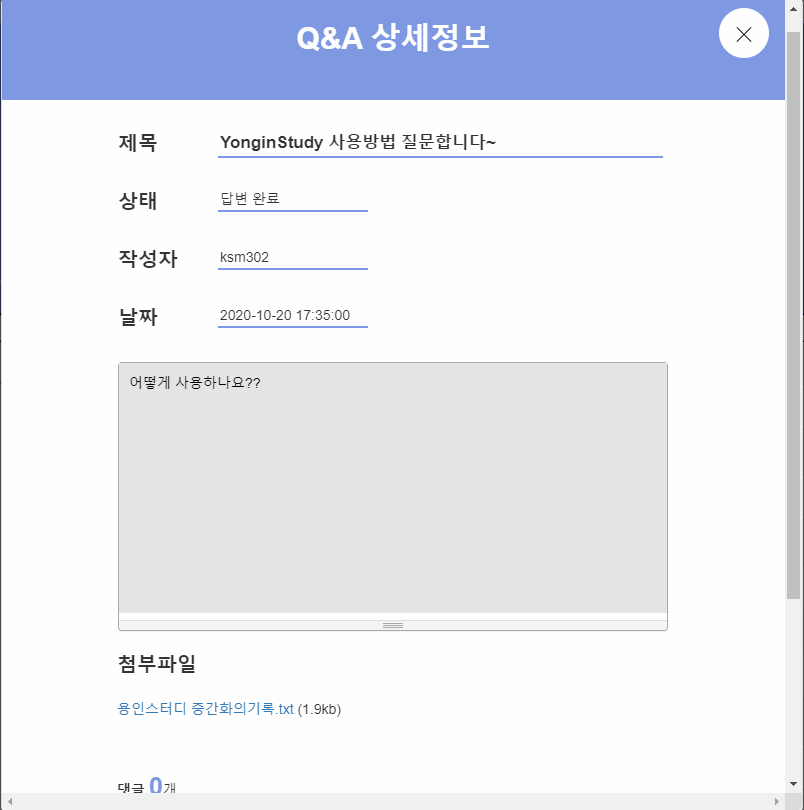 Q&A 상세정보
제목 YonginStudy 사용방법 질문합니다~
상태 답변 완료
작성자 ksm302
날짜 2020-10-20 17:35:00
어떻게 사용하나요??
첨부파일
용인스터디 중간화의기록.txt (1.9kb)
댓글 0개